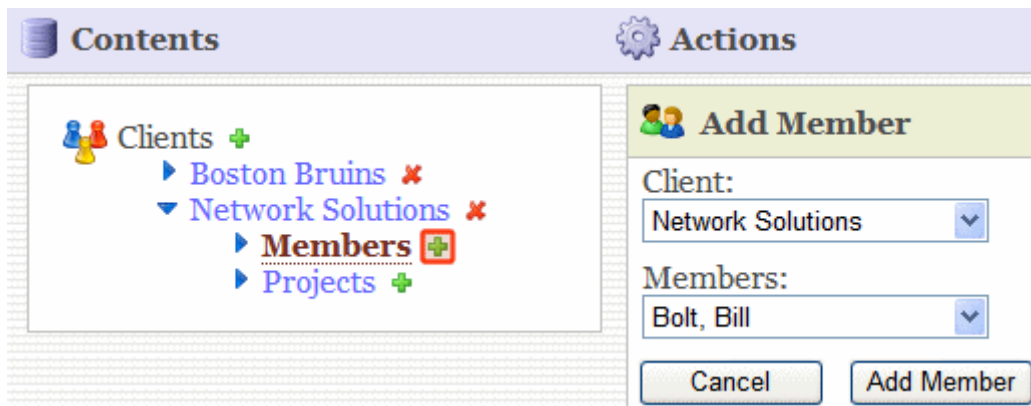 Contents
Clients
Boston Bruins
Network Solutions
Members
Projects
Actions
Add Member
Client:
Network Solutions
Members:
Bolt, Bill
Cancel
Add Member